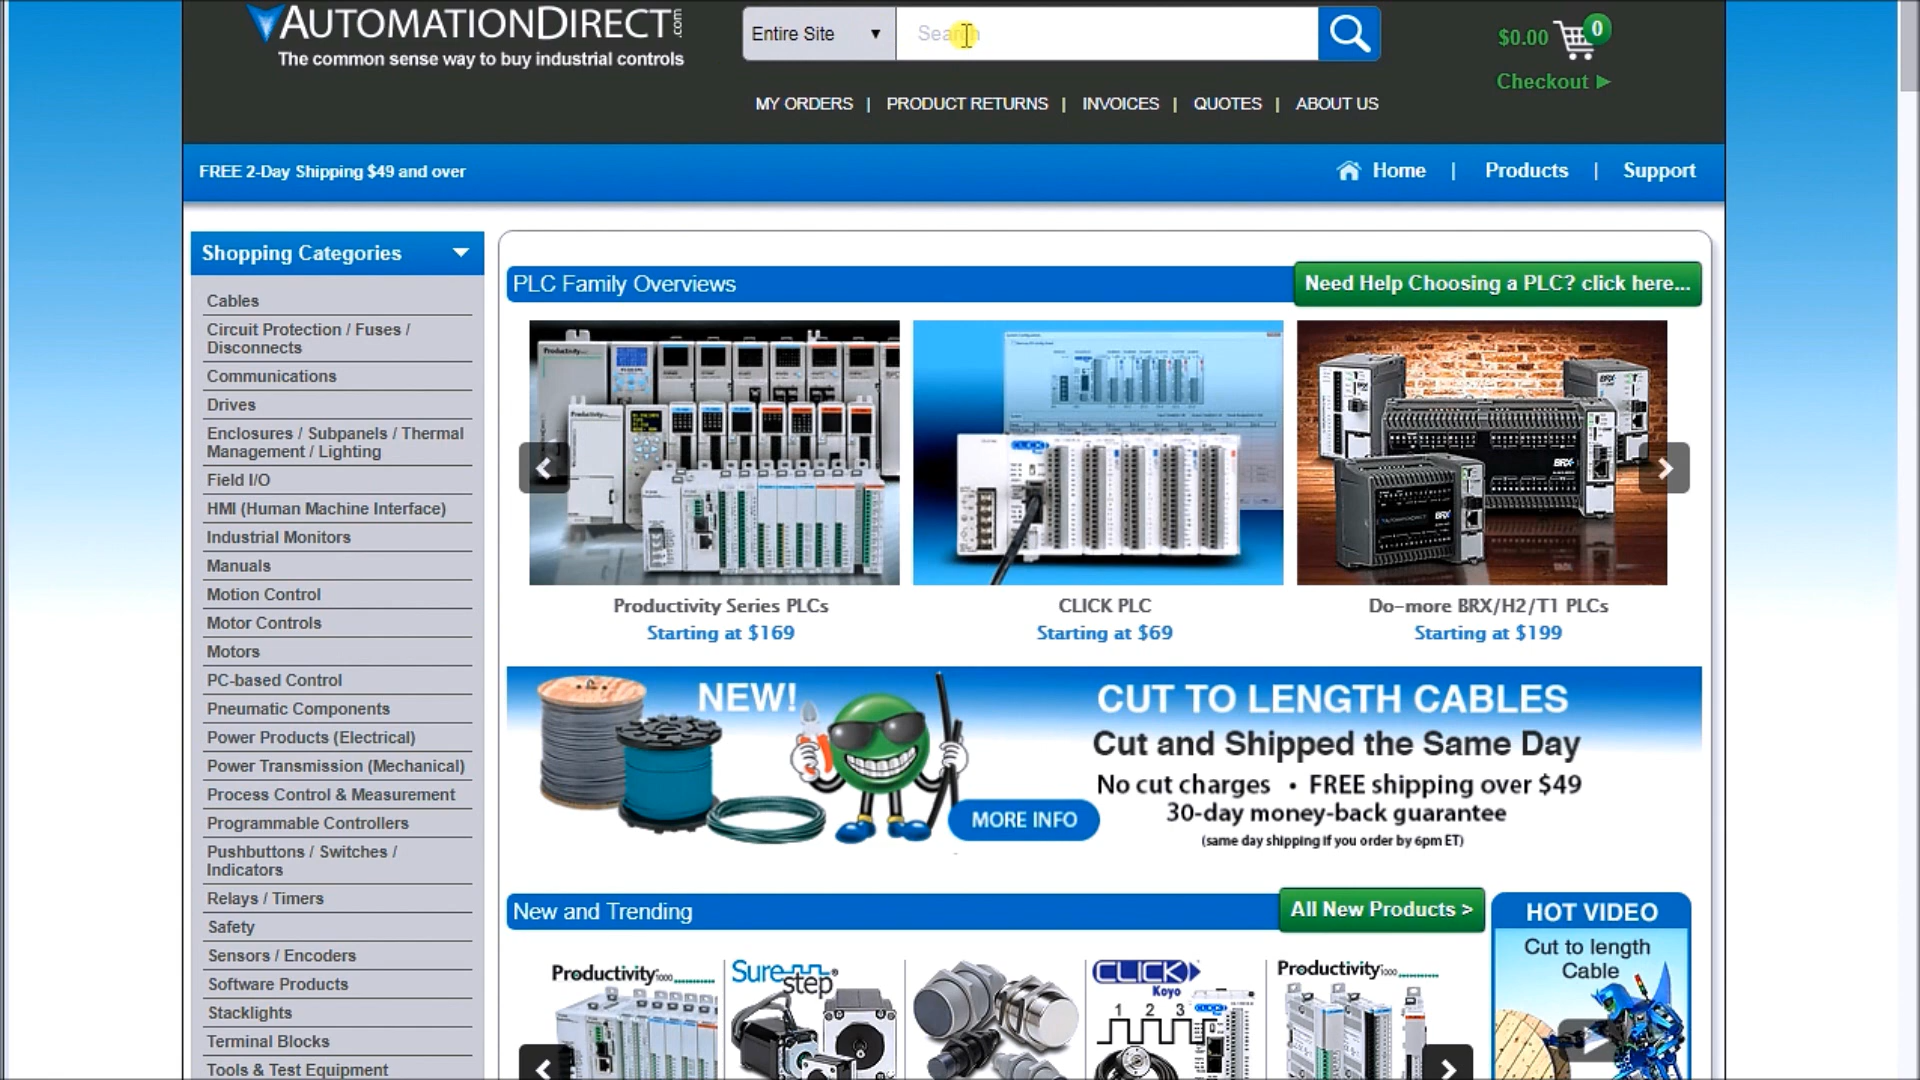 AUTOMATIONDIRECT.com
The common sense way to buy industrial controls
Entire Site ▼
Search
$0.00 0
Checkout ▶
MY ORDERS | PRODUCT RETURNS | INVOICES | QUOTES | ABOUT US
FREE 2-Day Shipping $49 and over
Home | Products | Support
Shopping Categories
Cables
Circuit Protection / Fuses /
Disconnects
Communications
Drives
Enclosures / Subpanels / Thermal
Management / Lighting
Field I/O
HMI (Human Machine Interface)
Industrial Monitors
Manuals
Motion Control
Motor Controls
Motors
PC-based Control
Pneumatic Components
Power Products (Electrical)
Power Transmission (Mechanical)
Process Control & Measurement
Programmable Controllers
Pushbuttons / Switches /
Indicators
Relays / Timers
Safety
Sensors / Encoders
Software Products
Stacklights
Terminal Blocks
Tools & Test Equipment
PLC Family Overviews
Need Help Choosing a PLC? click here...
Productivity
CLICK
BRX
BRX
BRX
Productivity Series PLCs
Starting at $169
CLICK PLC
Starting at $69
Do-more BRX/H2/T1 PLCs
Starting at $199
NEW!
MORE INFO
CUT TO LENGTH CABLES
Cut and Shipped the Same Day
No cut charges • FREE shipping over $49
30-day money-back guarantee
(same day shipping if you order by 6pm ET)
New and Trending
All New Products >
Productivity 1000
Sure step
CLICK
Koyo
1 2 3
Productivity 1000
HOT VIDEO
Cut to length
Cable